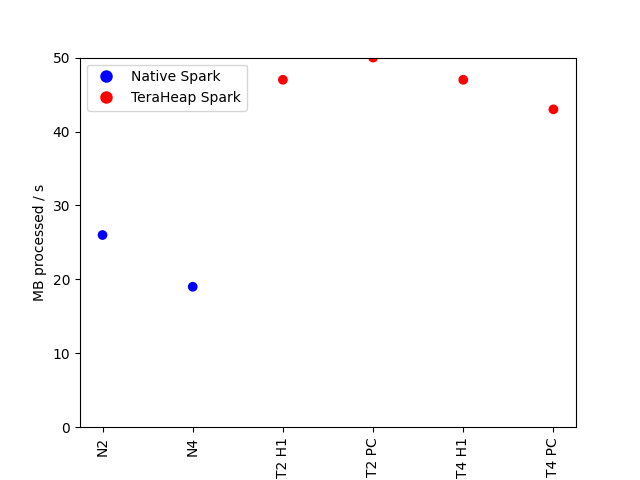 50
40
30
20
10
0
MB processed / s
Native Spark
TeraHeap Spark
N2
N4
T2 H1
T2 PC
T4 H1
T4 PC